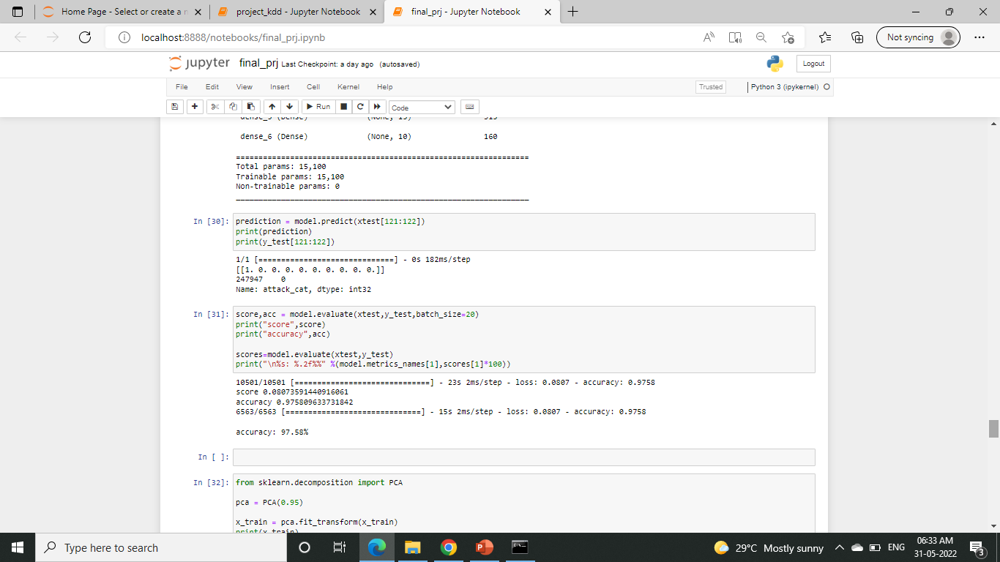 Home Page - Select or create a n
project_kdd - Jupyter Notebook
final_prj - Jupyter Notebook
localhost:8888/notebooks/final_prj.ipynb
Not syncing
jupyter final_prj Last Checkpoint: a day ago (autosaved)
Logout
File Edit View Insert Cell Kernel Help
Trusted
Python 3 (ipykernel)
Run
Code
dense_6 (Dense) (None, 10) 160
=================================================================
Total params: 15,100
Trainable params: 15,100
Non-trainable params: 0
_________________________________________________________________
In [30]: prediction = model.predict(xtest[121:122])
print(prediction)
print(y_test[121:122])
1/1 [==============================] - 0s 182ms/step
[[1. 0. 0. 0. 0. 0. 0. 0. 0. 0.]]
247947    0
Name: attack_cat, dtype: int32
In [31]: score,acc = model.evaluate(xtest,y_test,batch_size=20)
print("score",score)
print("accuracy",acc)
scores=model.evaluate(xtest,y_test)
print("\n%s: %.2f%%" %(model.metrics_names[1],scores[1]*100))
10501/10501 [==============================] - 23s 2ms/step - loss: 0.0807 - accuracy: 0.9758
score 0.08073591440916061
accuracy 0.975809633731842
6563/6563 [==============================] - 15s 2ms/step - loss: 0.0807 - accuracy: 0.9758
accuracy: 97.58%
In [ ]:
In [32]: from sklearn.decomposition import PCA
pca = PCA(0.95)
x_train = pca.fit_transform(x_train)
print(x_train)
Type here to search
29°C Mostly sunny
ENG
06:33 AM
31-05-2022
3